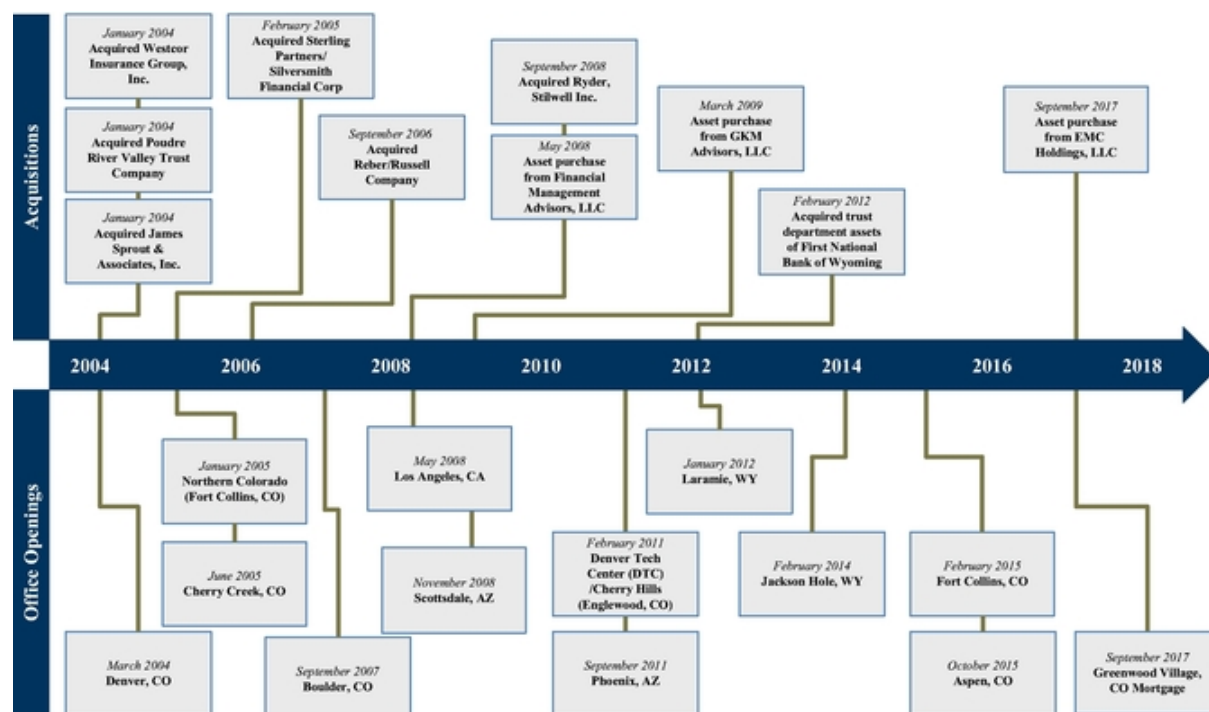 Acquisitions
January 2004
Acquired Westcor
Insurance Group,
Inc.
January 2004
Acquired Poudre
River Valley Trust
Company
January 2004
Acquired James
Sprout &
Associates, Inc.
February 2005
Acquired Sterling
Partners/
Silversmith
Financial Corp
September 2006
Acquired
Reber/Russell
Company
September 2008
Acquired Ryder,
Stilwell Inc.
May 2008
Asset purchase
from Financial
Management
Advisors, LLC
March 2009
Asset purchase
from GKM
Advisors, LLC
February 2012
Acquired trust
department assets
of First National
Bank of Wyoming
September 2017
Asset purchase
from EMC
Holdings, LLC
2004 2006 2008 2010 2012 2014 2016 2018
Office Openings
March 2004
Denver, CO
January 2005
Northern Colorado
(Fort Collins, CO)
June 2005
Cherry Creek, CO
September 2007
Boulder, CO
May 2008
Los Angeles, CA
November 2008
Scottsdale, AZ
February 2011
Denver Tech
Center (DTC)
/Cherry Hills
(Englewood, CO)
September 2011
Phoenix, AZ
January 2012
Laramie, WY
February 2014
Jackson Hole, WY
February 2015
Fort Collins, CO
October 2015
Aspen, CO
September 2017
Greenwood Village,
CO Mortgage